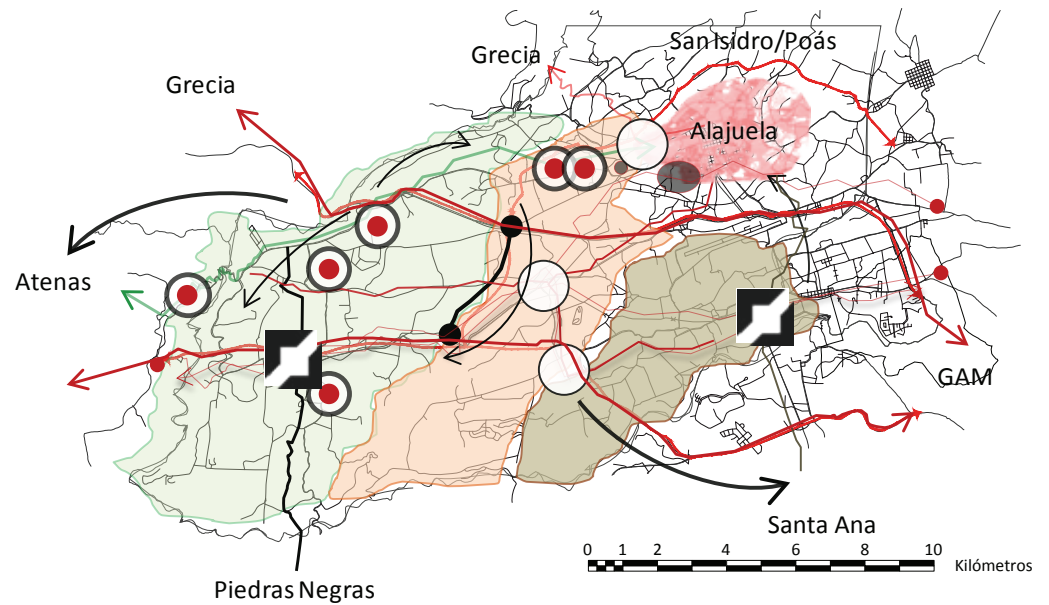 San Isidro/Poás
Grecia
Grecia
Alajuela
Atenas
GAM
Santa Ana
0 1 2 4 6 8 10
Kilómetros
Piedras Negras